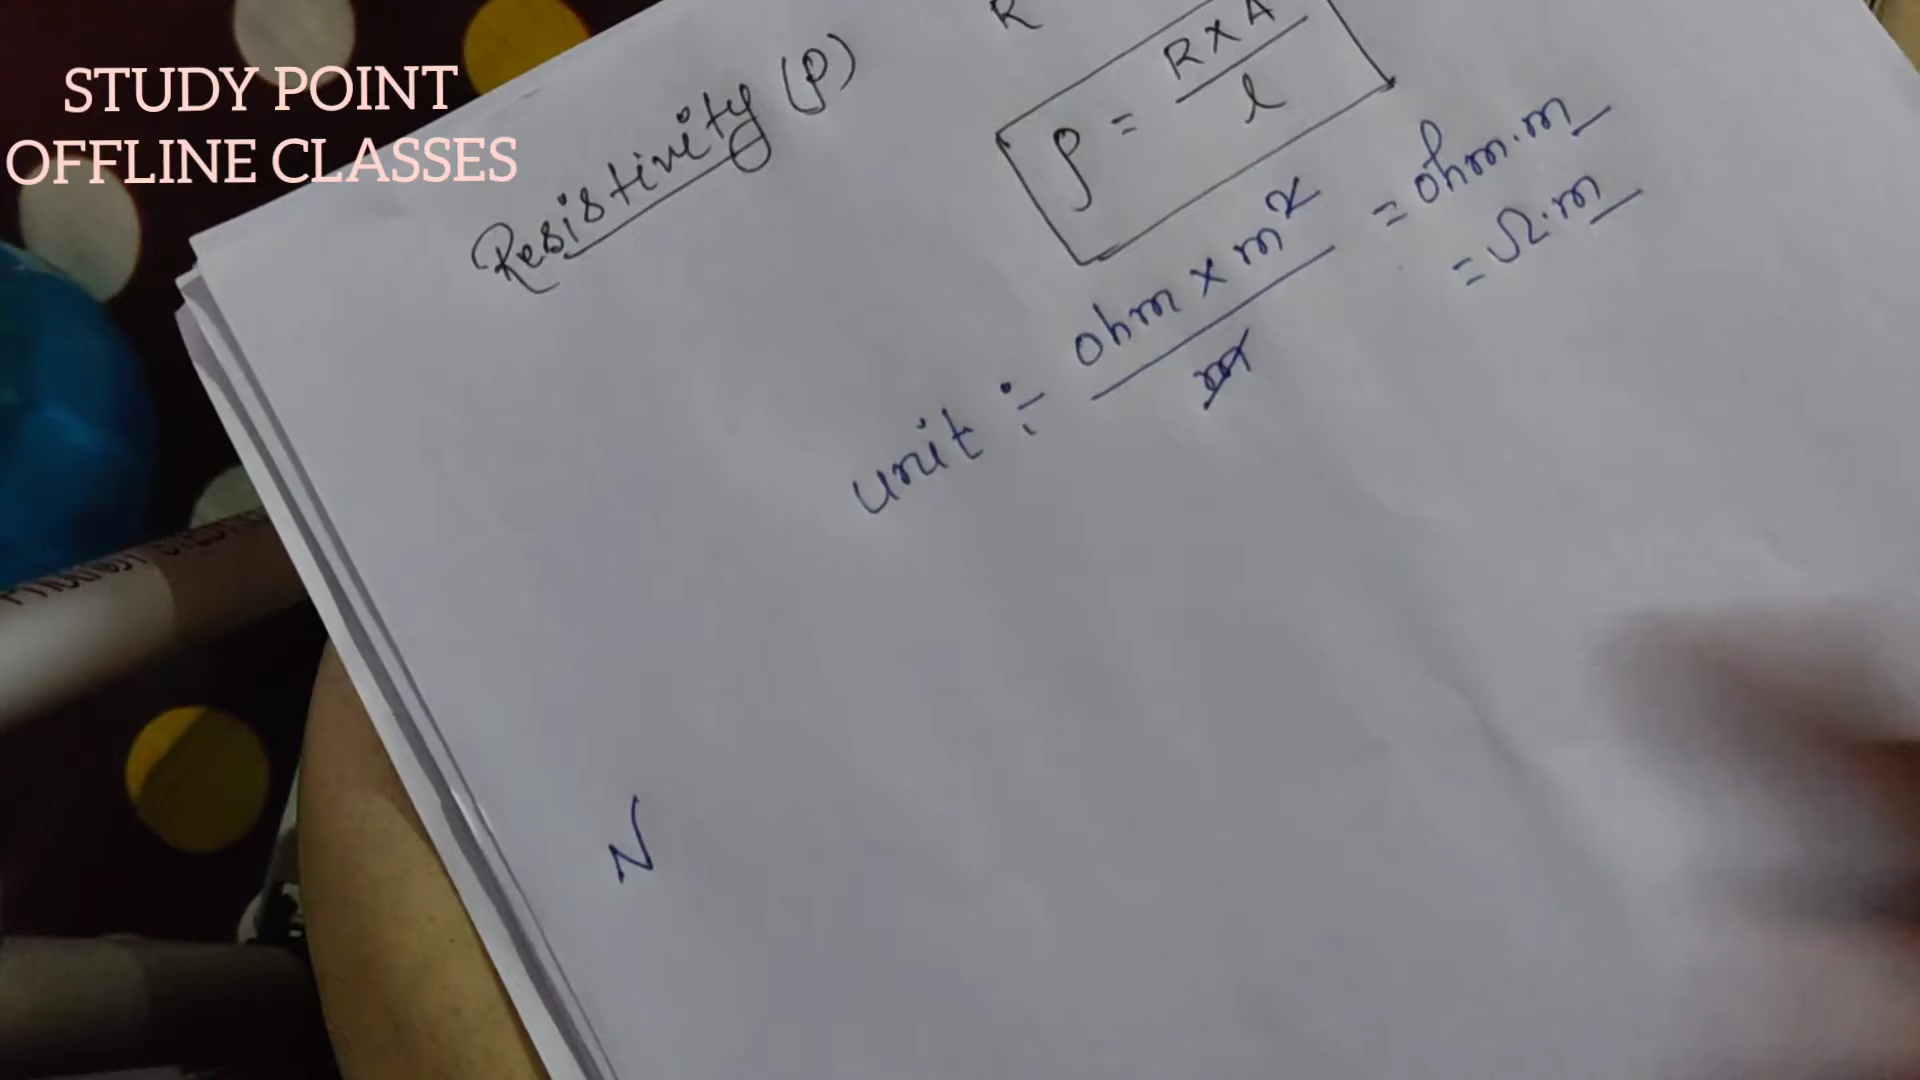 STUDY POINT
OFFLINE CLASSES
R
Resistivity (ρ)
ρ = R × A / l
unit :- ohm × m² / m = ohm.m
= Ω.m
N